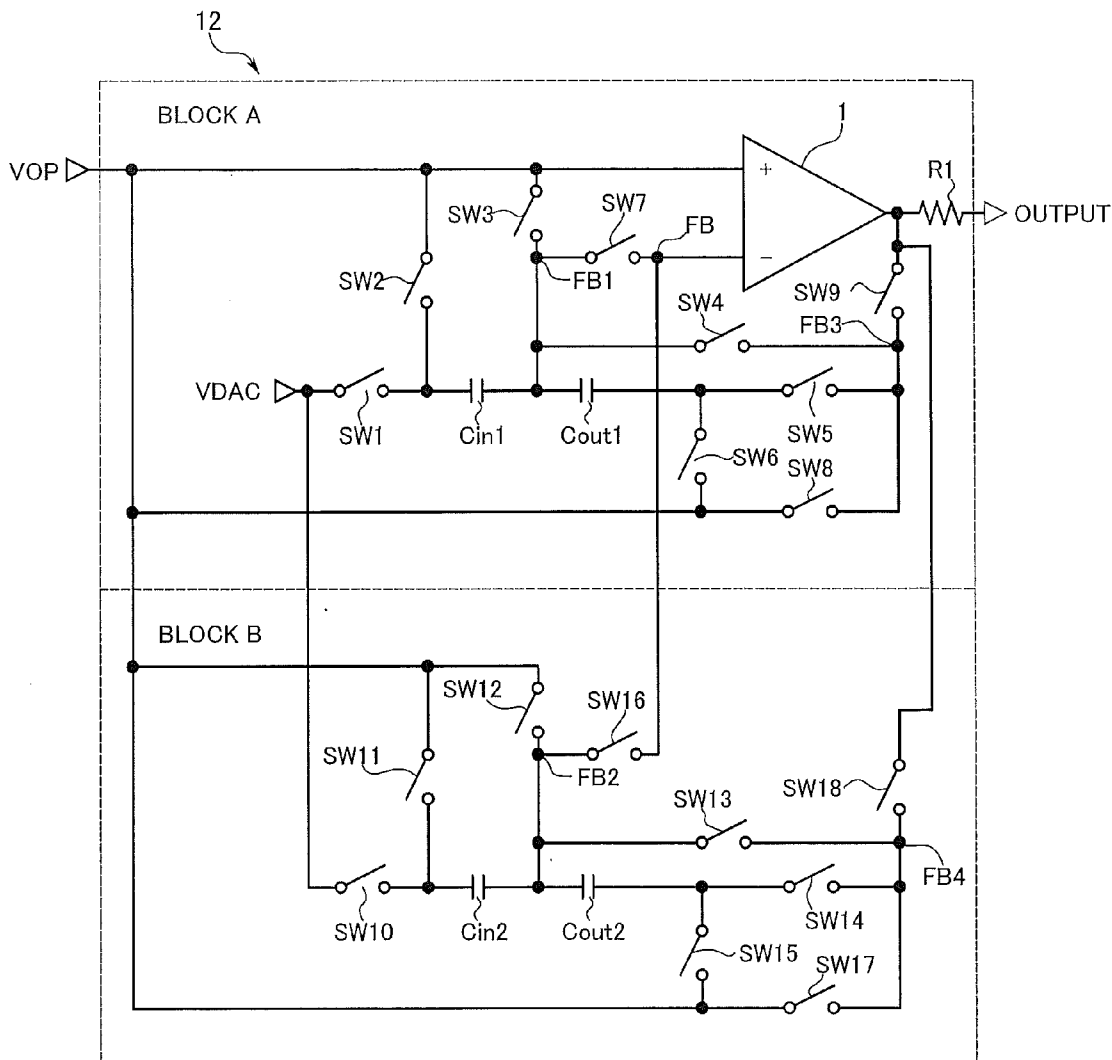 12
BLOCK A
1
VOP
R1
OUTPUT
+
SW3
SW7
FB
FB1
−
SW2
SW9
SW4
FB3
VDAC
SW1
Cin1
Cout1
SW5
SW6
SW8
BLOCK B
SW12
SW16
SW11
FB2
SW18
SW13
FB4
SW10
Cin2
Cout2
SW14
SW15
SW17